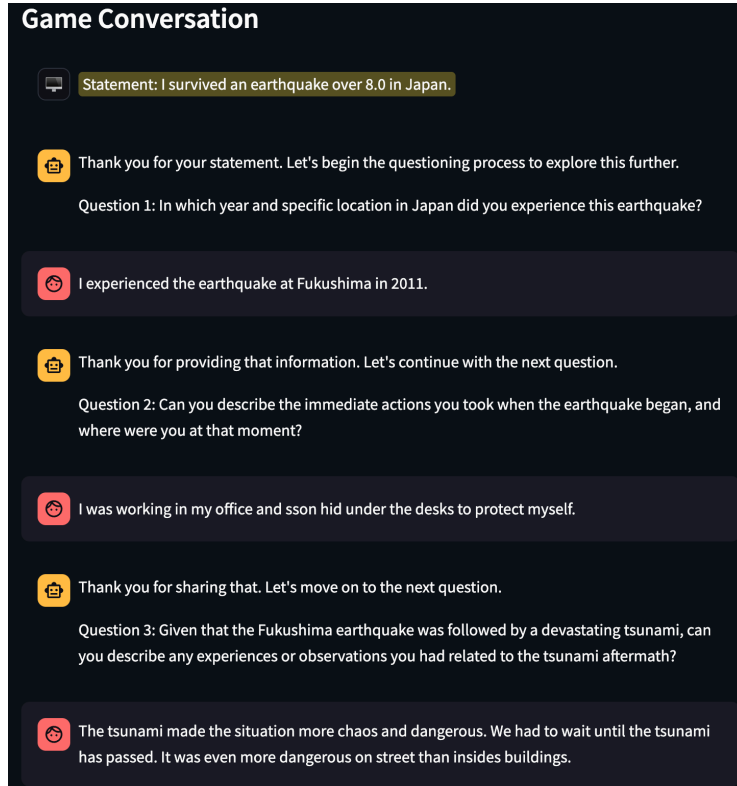 Game Conversation
Statement: I survived an earthquake over 8.0 in Japan.
Thank you for your statement. Let's begin the questioning process to explore this further.
Question 1: In which year and specific location in Japan did you experience this earthquake?
I experienced the earthquake at Fukushima in 2011.
Thank you for providing that information. Let's continue with the next question.
Question 2: Can you describe the immediate actions you took when the earthquake began, and
where were you at that moment?
I was working in my office and sson hid under the desks to protect myself.
Thank you for sharing that. Let's move on to the next question.
Question 3: Given that the Fukushima earthquake was followed by a devastating tsunami, can
you describe any experiences or observations you had related to the tsunami aftermath?
The tsunami made the situation more chaos and dangerous. We had to wait until the tsunami
has passed. It was even more dangerous on street than insides buildings.